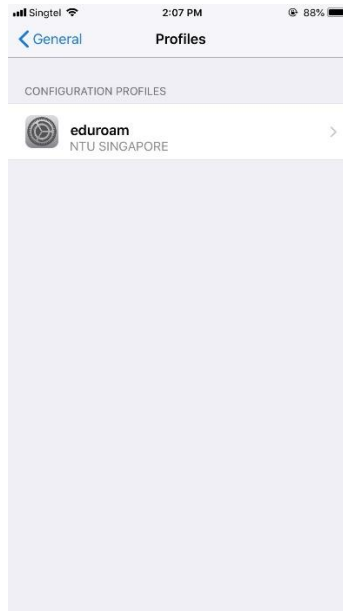 Singtel 2:07 PM 88%
General Profiles
CONFIGURATION PROFILES
eduroam
NTU SINGAPORE